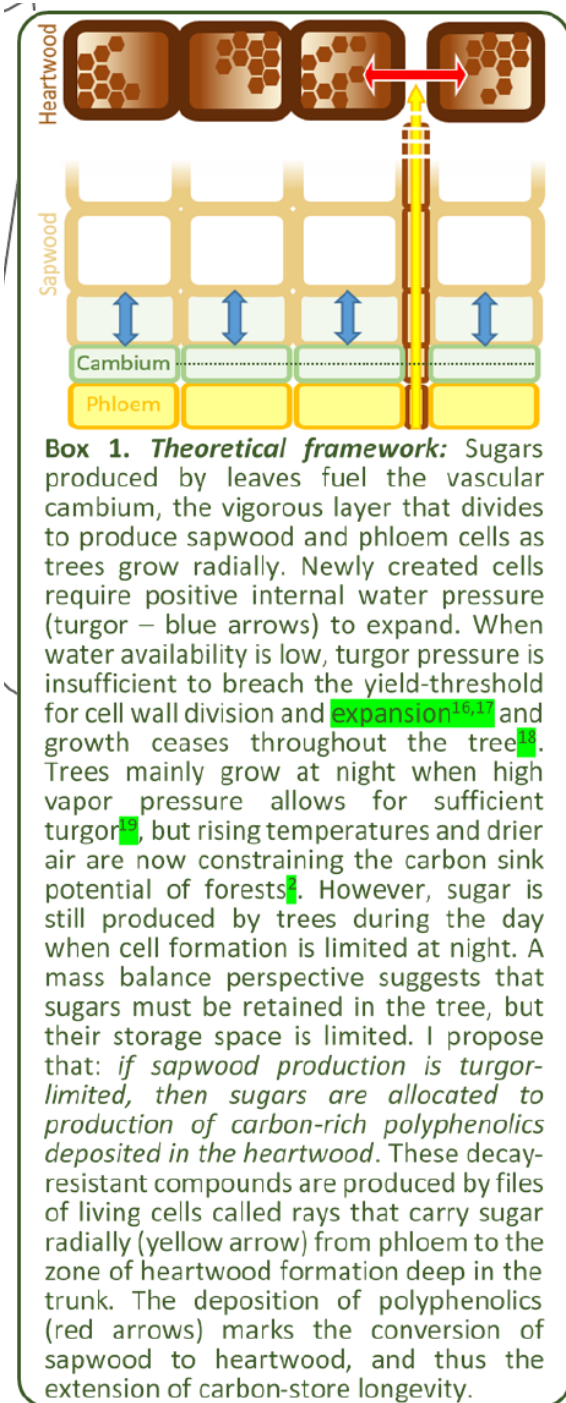 Heartwood
Sapwood
Cambium
Phloem
Box 1. Theoretical framework: Sugars
produced by leaves fuel the vascular
cambium, the vigorous layer that divides
to produce sapwood and phloem cells as
trees grow radially. Newly created cells
require positive internal water pressure
(turgor – blue arrows) to expand. When
water availability is low, turgor pressure is
insufficient to breach the yield-threshold
for cell wall division and expansion16,17 and
growth ceases throughout the tree18.
Trees mainly grow at night when high
vapor pressure allows for sufficient
turgor19, but rising temperatures and drier
air are now constraining the carbon sink
potential of forests2. However, sugar is
still produced by trees during the day
when cell formation is limited at night. A
mass balance perspective suggests that
sugars must be retained in the tree, but
their storage space is limited. I propose
that: if sapwood production is turgor-
limited, then sugars are allocated to
production of carbon-rich polyphenolics
deposited in the heartwood. These decay-
resistant compounds are produced by files
of living cells called rays that carry sugar
radially (yellow arrow) from phloem to the
zone of heartwood formation deep in the
trunk. The deposition of polyphenolics
(red arrows) marks the conversion of
sapwood to heartwood, and thus the
extension of carbon-store longevity.